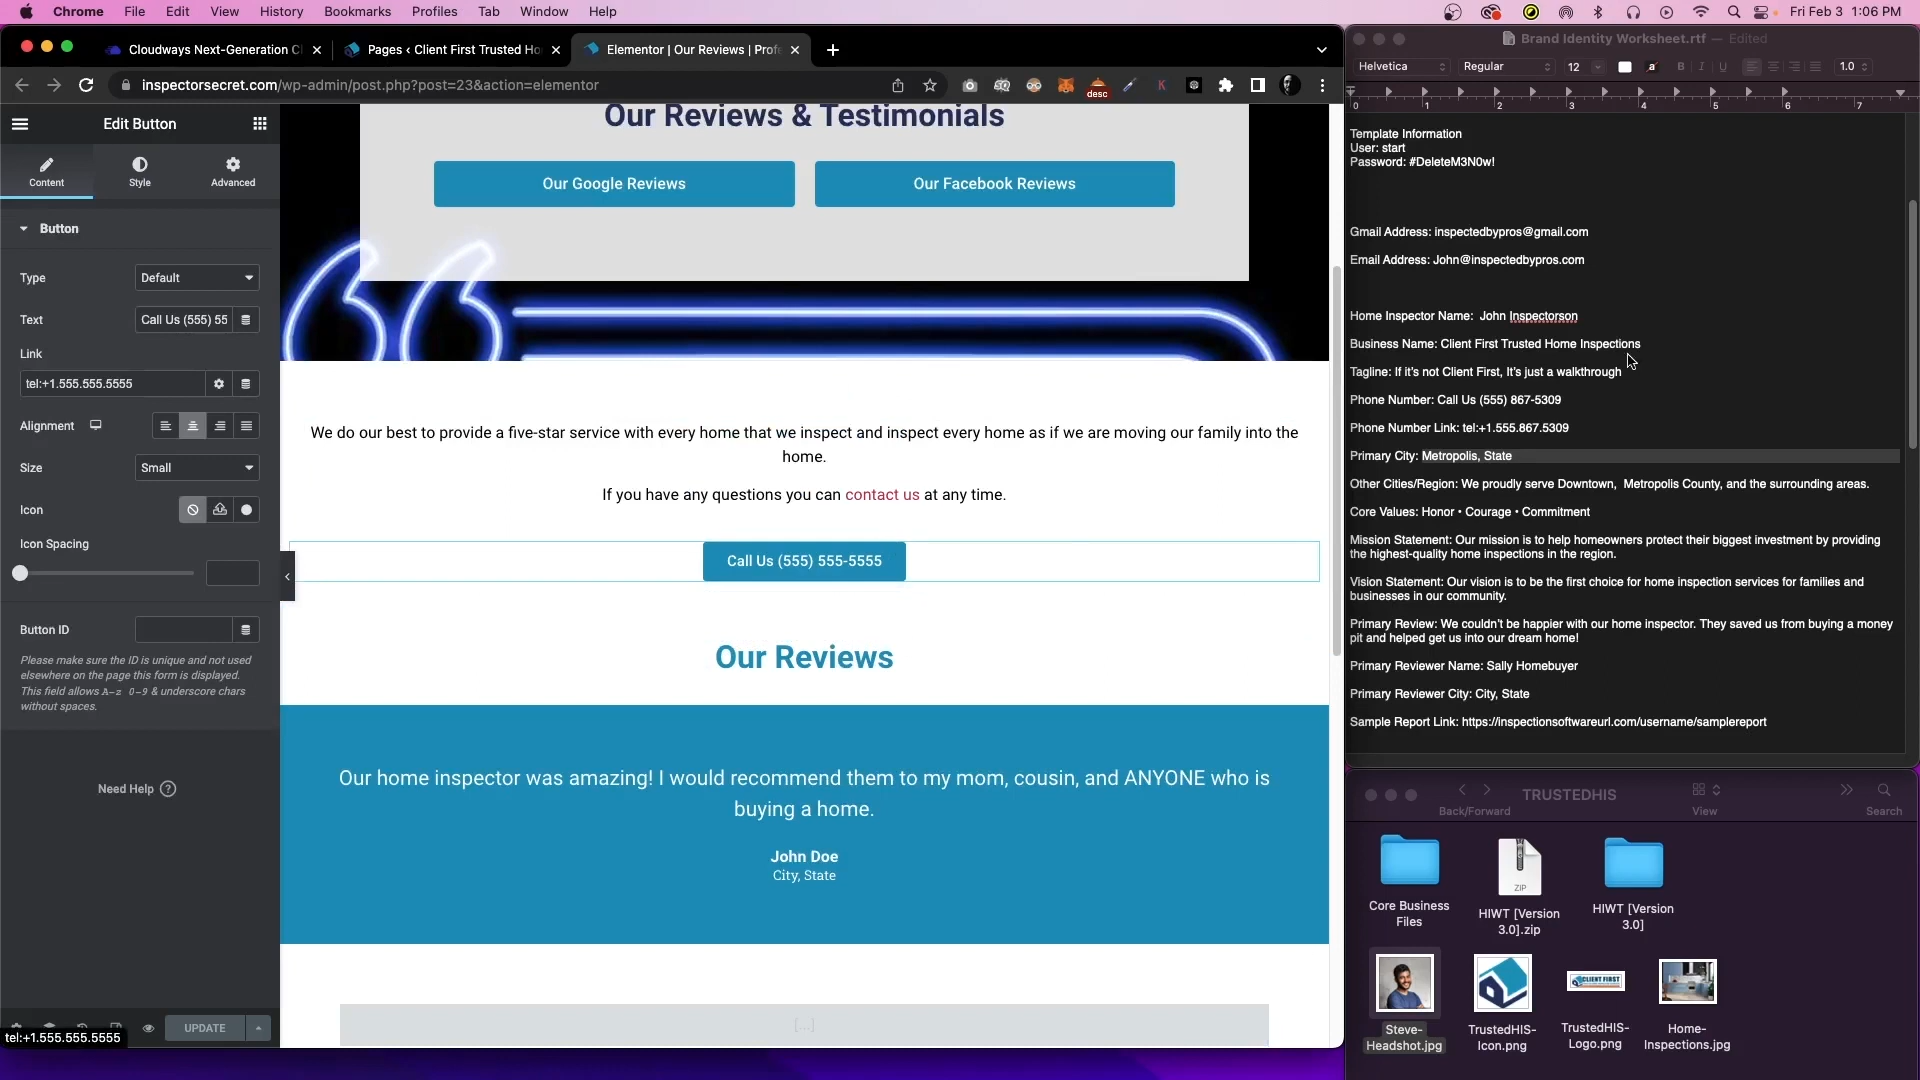 Chrome File Edit View History Bookmarks Profiles Tab Window Help
Fri Feb 3 1:06 PM
Cloudways Next-Generation C
Pages ‹ Client First Trusted Ho
Elementor | Our Reviews | Profe
inspectorsecret.com/wp-admin/post.php?post=23&action=elementor
desc
Edit Button
Content
Style
Advanced
Button
Type
Default
Text
Call Us (555) 55
Link
tel:+1.555.555.5555
Alignment
Size
Small
Icon
Icon Spacing
Button ID
Please make sure the ID is unique and not used
elsewhere on the page this form is displayed.
This field allows A-z 0-9 & underscore chars
without spaces.
Need Help ?
UPDATE
tel:+1.555.555.5555
Our Reviews & Testimonials
Our Google Reviews
Our Facebook Reviews
We do our best to provide a five-star service with every home that we inspect and inspect every home as if we are moving our family into the
home.
If you have any questions you can contact us at any time.
Call Us (555) 555-5555
Our Reviews
Our home inspector was amazing! I would recommend them to my mom, cousin, and ANYONE who is
buying a home.
John Doe
City, State
[...]
Brand Identity Worksheet.rtf — Edited
Helvetica
Regular
12
a
B I U
1.0
0 1 2 3 4 5 6 7
Template Information
User: start
Password: #DeleteM3N0w!
Gmail Address: inspectedbypros@gmail.com
Email Address: John@inspectedbypros.com
Home Inspector Name: John Inspectorson
Business Name: Client First Trusted Home Inspections
Tagline: If it's not Client First, It's just a walkthrough
Phone Number: Call Us (555) 867-5309
Phone Number Link: tel:+1.555.867.5309
Primary City: Metropolis, State
Other Cities/Region: We proudly serve Downtown, Metropolis County, and the surrounding areas.
Core Values: Honor • Courage • Commitment
Mission Statement: Our mission is to help homeowners protect their biggest investment by providing
the highest-quality home inspections in the region.
Vision Statement: Our vision is to be the first choice for home inspection services for families and
businesses in our community.
Primary Review: We couldn't be happier with our home inspector. They saved us from buying a money
pit and helped get us into our dream home!
Primary Reviewer Name: Sally Homebuyer
Primary Reviewer City: City, State
Sample Report Link: https://inspectionsoftwareurl.com/username/samplereport
TRUSTEDHIS
Back/Forward
View
Search
Core Business
Files
ZIP
HIWT [Version
3.0].zip
HIWT [Version
3.0]
CLIENT FIRST
Steve-
Headshot.jpg
TrustedHIS-
Icon.png
TrustedHIS-
Logo.png
Home-
Inspections.jpg